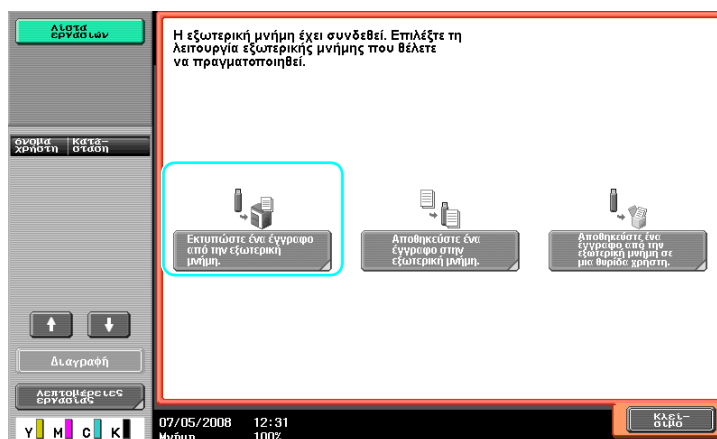 Λίστα
εργασιών
Η εξωτερική μνήμη έχει συνδεθεί. Επιλέξτε τη
λειτουργία εξωτερικής μνήμης που θέλετε
να πραγματοποιηθεί.
όνομα
χρήστη
Κατά-
σταση
Εκτυπώστε ένα έγγραφο
από την εξωτερική
μνήμη.
Αποθηκεύστε ένα
έγγραφο στην
εξωτερική μνήμη.
Αποθηκεύστε ένα
έγγραφο από την
εξωτερική μνήμη σε
μια θυρίδα χρήστη.
Διαγραφή
Λεπτομέρειες
εργασίας
Y M C K
07/05/2008 12:31
Μνήμη 100%
Κλεί-
σιμο